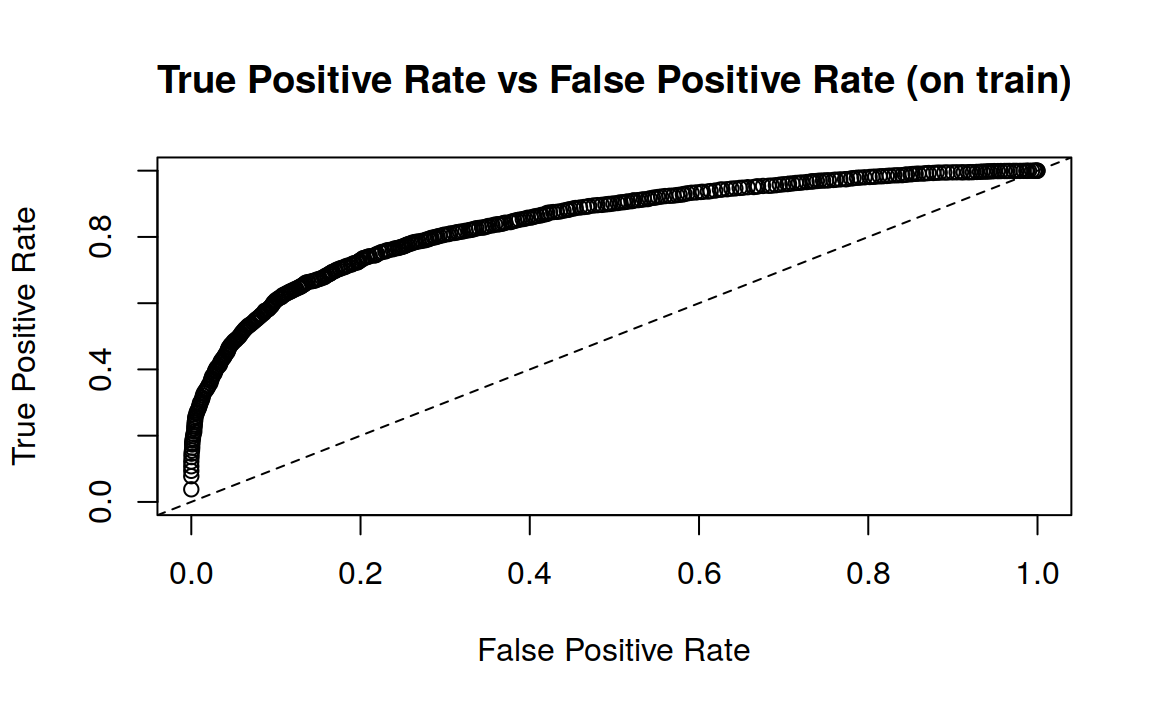 True Positive Rate vs False Positive Rate (on train)
True Positive Rate
0.8
0.4
0.0
0.0 0.2 0.4 0.6 0.8 1.0
False Positive Rate